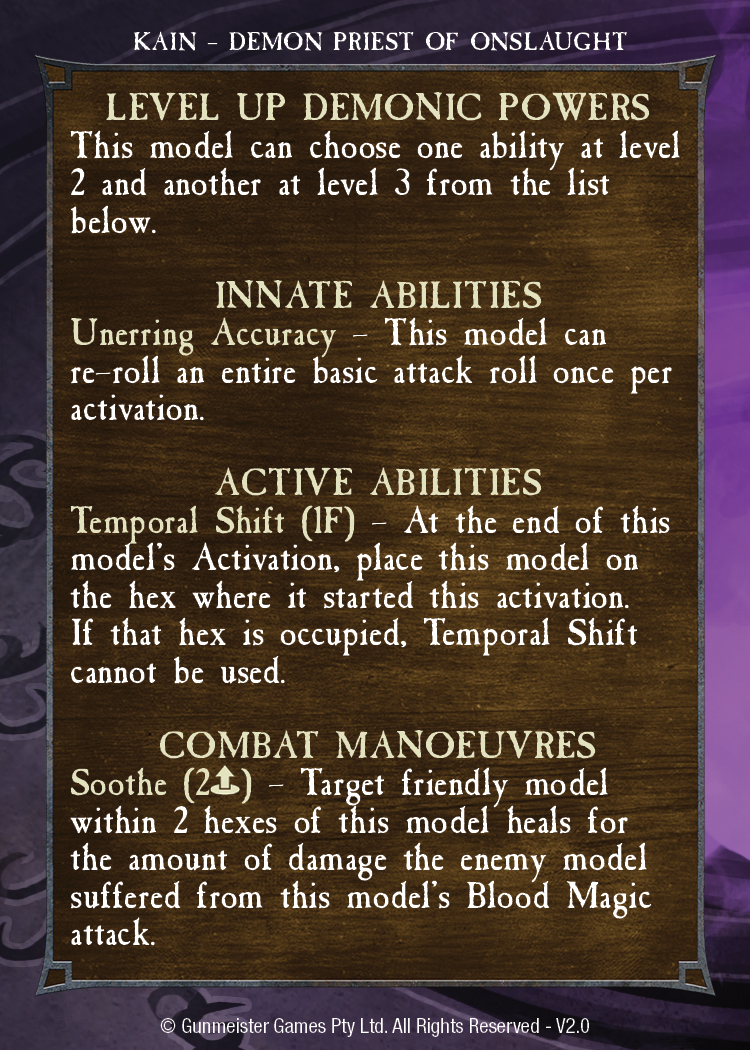 KAIN – DEMON PRIEST OF ONSLAUGHT
LEVEL UP DEMONIC POWERS
This model can choose one ability at level
2 and another at level 3 from the list
below.
INNATE ABILITIES
Unerring Accuracy – This model can
re-roll an entire basic attack roll once per
activation.
ACTIVE ABILITIES
Temporal Shift (1F) – At the end of this
model's Activation, place this model on
the hex where it started this activation.
If that hex is occupied, Temporal Shift
cannot be used.
COMBAT MANOEUVRES
Soothe (2) – Target friendly model
within 2 hexes of this model heals for
the amount of damage the enemy model
suffered from this model's Blood Magic
attack.
© Gunmeister Games Pty Ltd. All Rights Reserved - V2.0